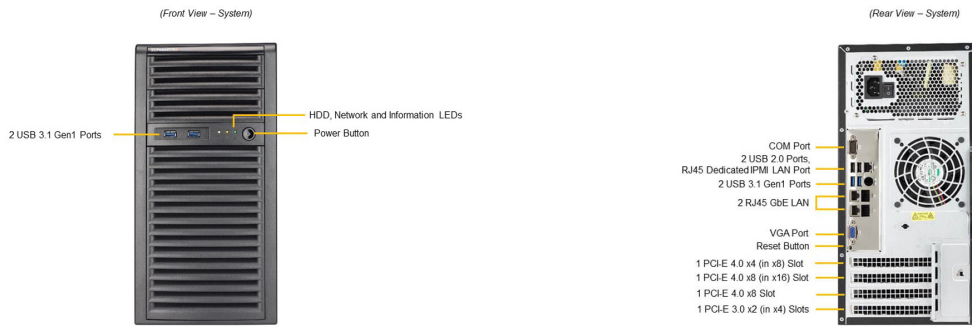 (Front View – System)
HDD, Network and Information LEDs
2 USB 3.1 Gen1 Ports
Power Button
(Rear View – System)
COM Port
2 USB 2.0 Ports,
RJ45 Dedicated IPMI LAN Port
2 USB 3.1 Gen1 Ports
2 RJ45 GbE LAN
VGA Port
Reset Button
1 PCI-E 4.0 x4 (in x8) Slot
1 PCI-E 4.0 x8 (in x16) Slot
1 PCI-E 4.0 x8 Slot
1 PCI-E 3.0 x2 (in x4) Slots